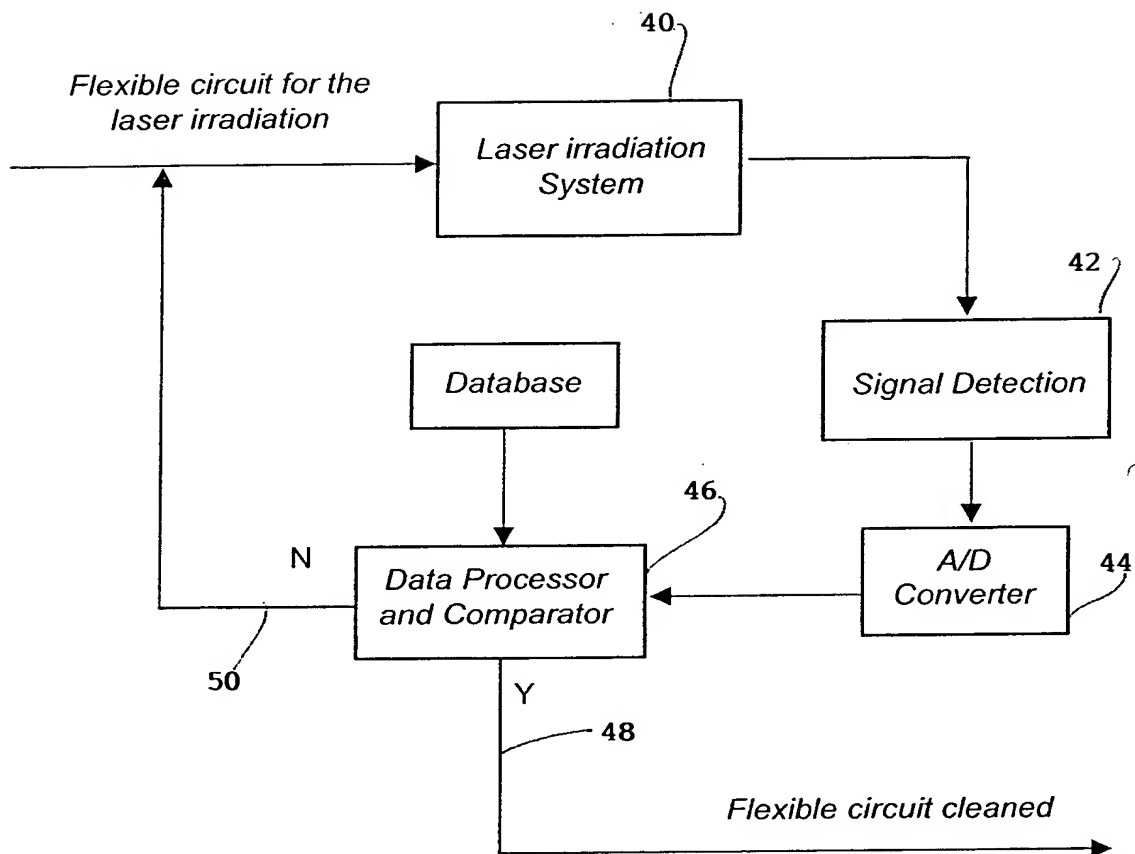 40
Flexible circuit for the
laser irradiation
Laser irradiation
System
42
Signal Detection
Database
46
A/D
Converter
44
N
Data Processor
and Comparator
50
Y
48
Flexible circuit cleaned